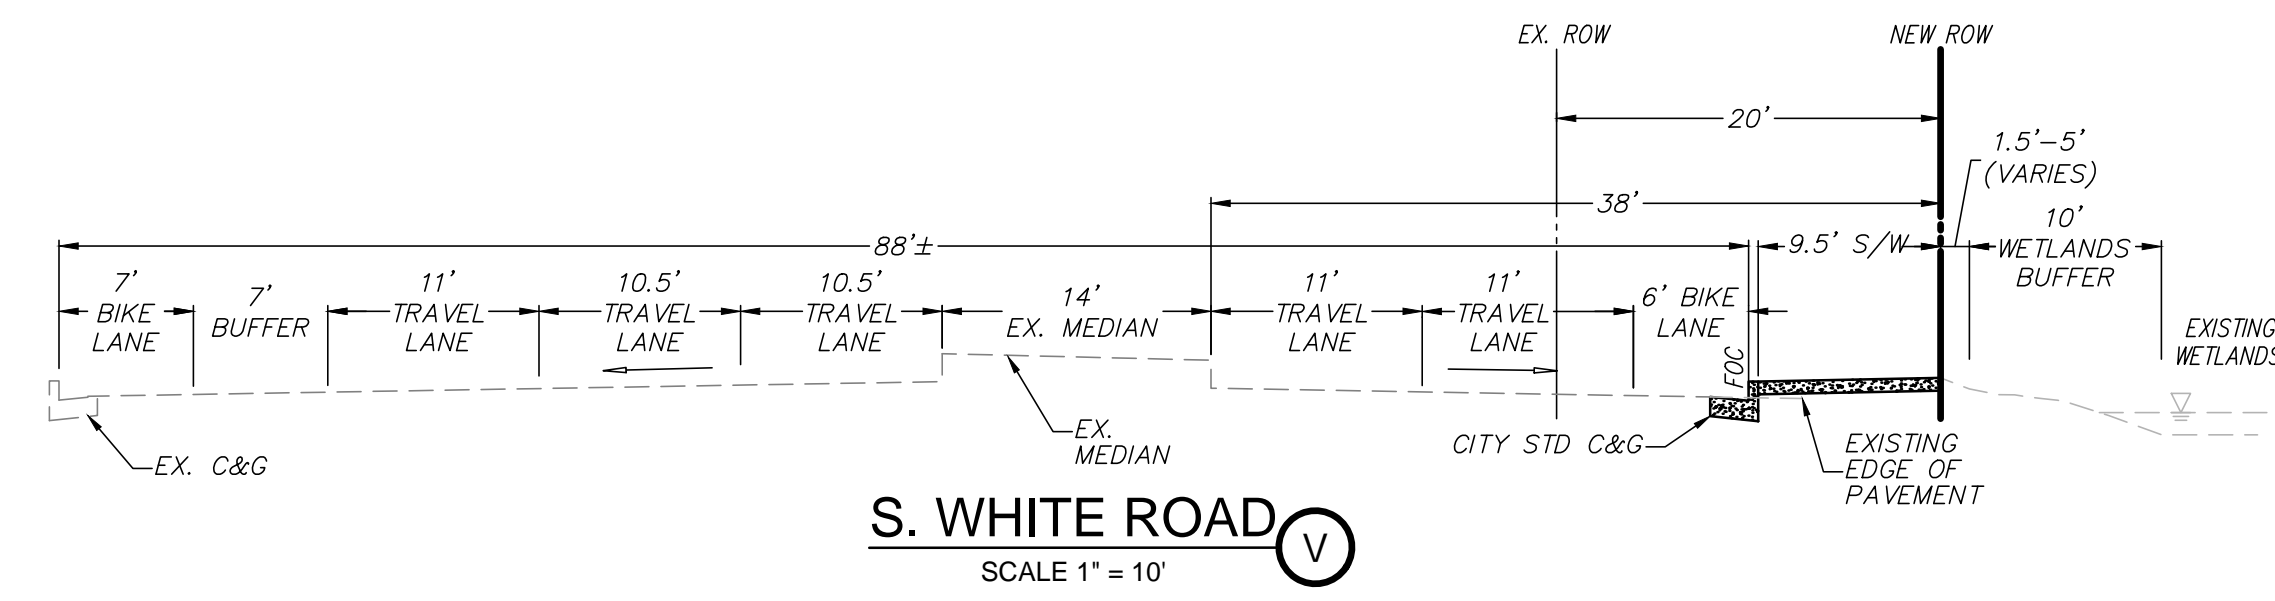 EX. ROW
NEW ROW
20'
1.5'-5'
(VARIES)
38'
88'±
9.5' S/W
10'
WETLANDS
BUFFER
7'
BIKE
LANE
7'
BUFFER
11'
TRAVEL
LANE
10.5'
TRAVEL
LANE
10.5'
TRAVEL
LANE
14'
EX. MEDIAN
11'
TRAVEL
LANE
11'
TRAVEL
LANE
6' BIKE
LANE
FOC
EXISTING
WETLANDS
EX. C&G
EX.
MEDIAN
CITY STD C&G
EXISTING
EDGE OF
PAVEMENT
S. WHITE ROAD
V
SCALE 1" = 10'